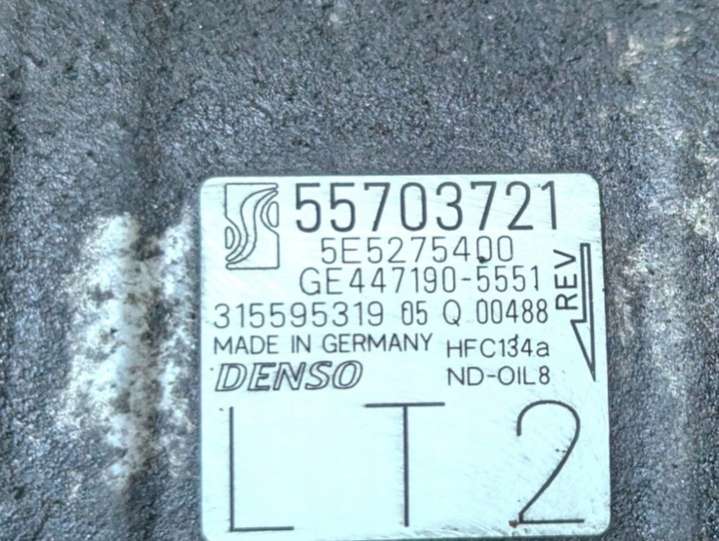 55703721
5E5275400
GE447190-5551
315595319 05 Q 00488
REV
MADE IN GERMANY HFC134a
DENSO ND-OIL8
LT2